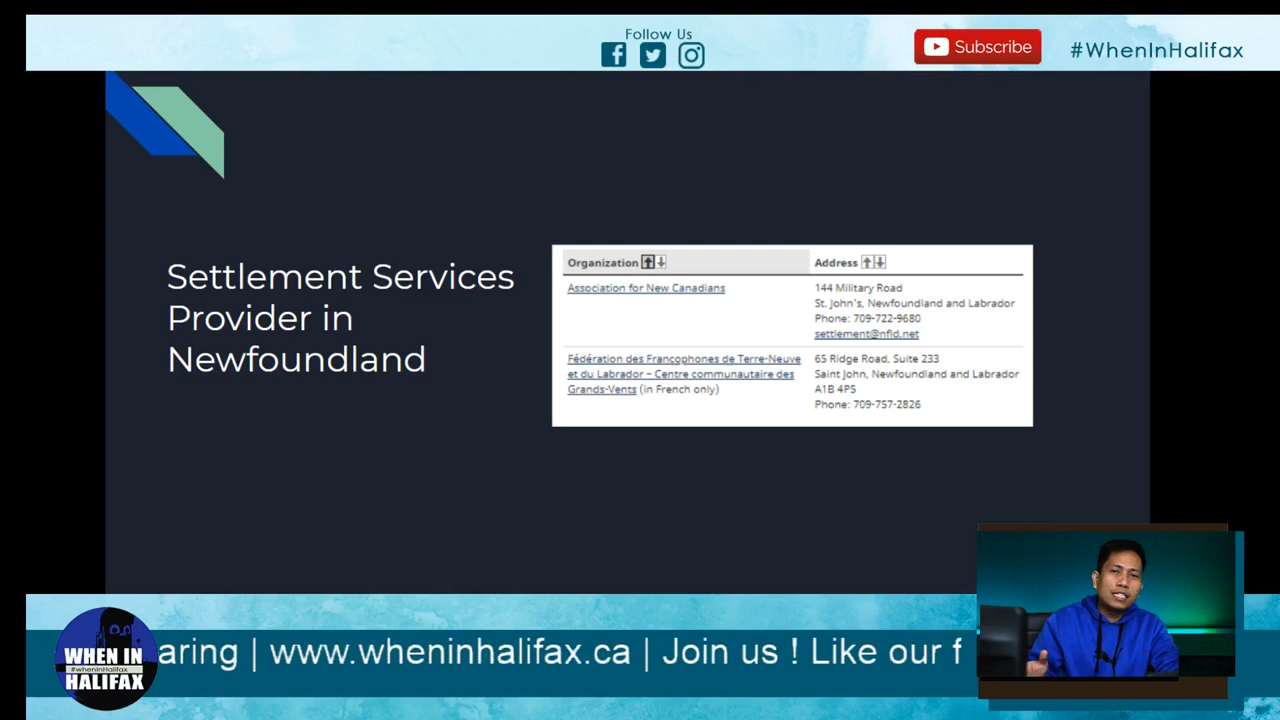 Follow Us
Subscribe
#WhenInHalifax
Settlement Services
Provider in
Newfoundland
Organization
Address
Association for New Canadians
144 Military Road
St. John's, Newfoundland and Labrador
Phone: 709-722-9680
settlement@nfld.net
Fédération des Francophones de Terre-Neuve
et du Labrador – Centre communautaire des
Grands-Vents (in French only)
65 Ridge Road, Suite 233
Saint John, Newfoundland and Labrador
A1B 4P5
Phone: 709-757-2826
WHEN IN
#whenInHalifax
HALIFAX
aring | www.wheninhalifax.ca | Join us ! Like our f